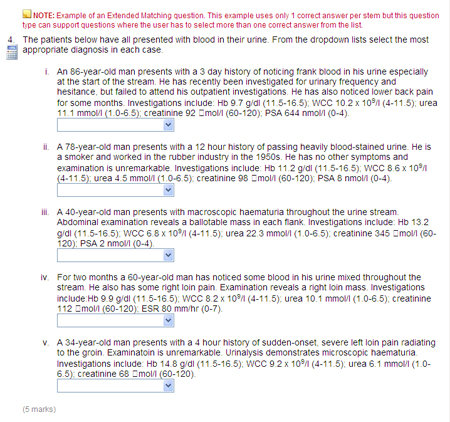 NOTE: Example of an Extended Matching question. This example uses only 1 correct answer per stem but this question
type can support questions where the user has to select more than one correct answer from the list.
4. The patients below have all presented with blood in their urine. From the dropdown lists select the most
appropriate diagnosis in each case.
i. An 86-year-old man presents with a 3 day history of noticing frank blood in his urine especially
at the start of the stream. He has recently been investigated for urinary frequency and
hesitance, but failed to attend his outpatient investigations. He has also noticed lower back pain
for some months. Investigations include: Hb 9.7 g/dl (11.5-16.5); WCC 10.2 x 10⁹/l (4-11.5); urea
11.1 mmol/l (1.0-6.5); creatinine 92 □mol/l (60-120); PSA 644 nmol/l (0-4).
ii. A 78-year-old man presents with a 12 hour history of passing heavily blood-stained urine. He is
a smoker and worked in the rubber industry in the 1950s. He has no other symptoms and
examination is unremarkable. Investigations include: Hb 11.2 g/dl (11.5-16.5); WCC 8.6 x 10⁹/l
(4-11.5); urea 4.5 mmol/l (1.0-6.5); creatinine 98 □mol/l (60-120); PSA 8 nmol/l (0-4).
iii. A 40-year-old man presents with macroscopic haematuria throughout the urine stream.
Abdominal examination reveals a ballotable mass in each flank. Investigations include: Hb 13.2
g/dl (11.5-16.5); WCC 6.8 x 10⁹/l (4-11.5); urea 22.3 mmol/l (1.0-6.5); creatinine 345 □mol/l (60-
120); PSA 2 nmol/l (0-4).
iv. For two months a 60-year-old man has noticed some blood in his urine mixed throughout the
stream. He also has some right loin pain. Examination reveals a right loin mass. Investigations
include:Hb 9.9 g/dl (11.5-16.5); WCC 8.2 x 10⁹/l (4-11.5); urea 10.1 mmol/l (1.0-6.5); creatinine
112 □mol/l (60-120); ESR 80 mm/hr (0-7).
v. A 34-year-old man presents with a 4 hour history of sudden-onset, severe left loin pain radiating
to the groin. Examinatoin is unremarkable. Urinalysis demonstrates microscopic haematuria.
Investigations include: Hb 14.8 g/dl (11.5-16.5); WCC 9.2 x 10⁹/l (4-11.5); urea 6.1 mmol/l (1.0-
6.5); creatinine 68 □mol/l (60-120).
(5 marks)